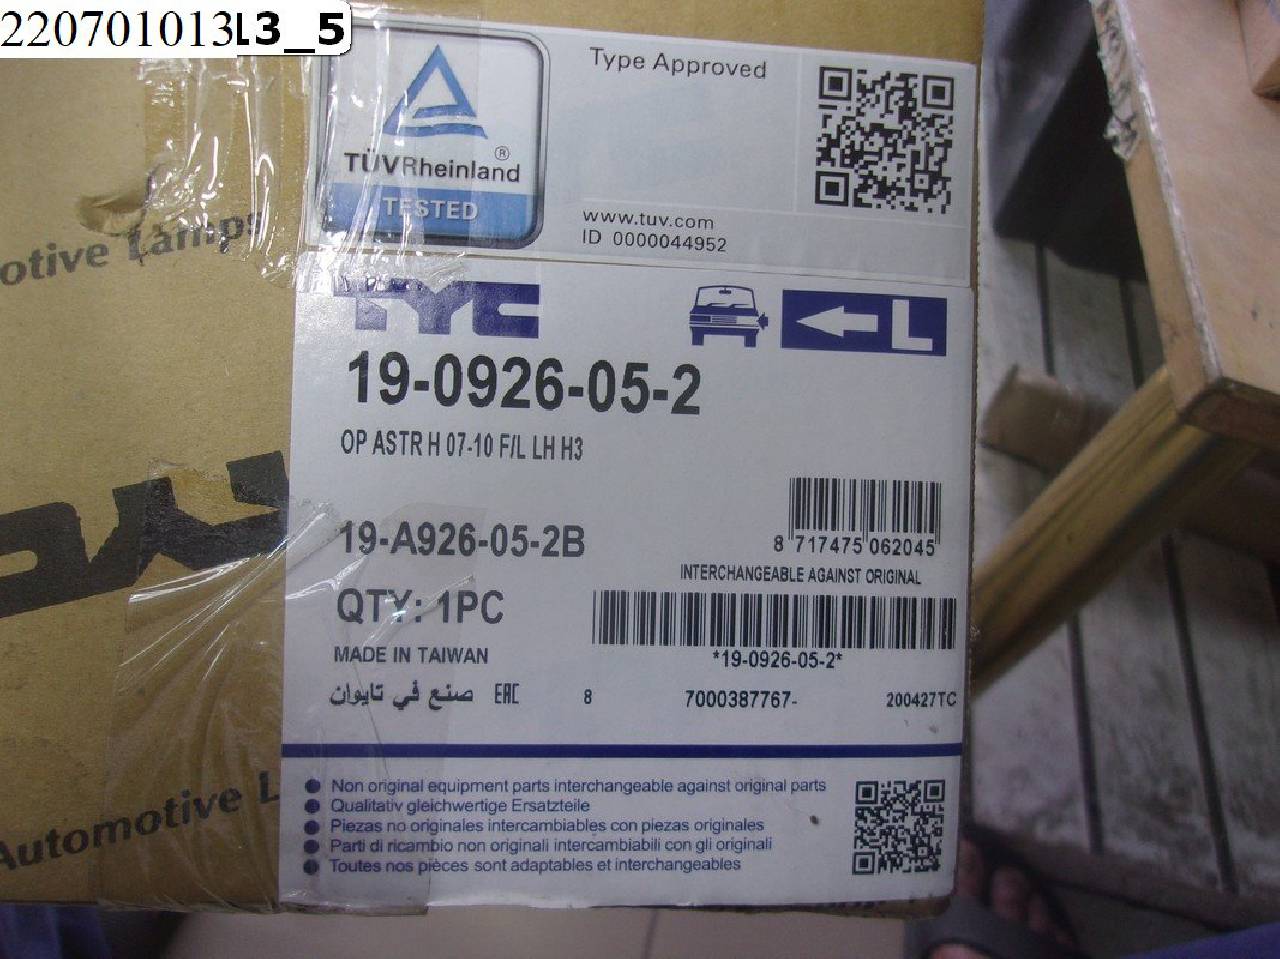 220701013L3_5
Type Approved
TÜVRheinland®
TESTED
www.tuv.com
ID 0000044952
otive Lamps
TYC
L
19-0926-05-2
OP ASTR H 07-10 F/L LH H3
19-A926-05-2B
8 717475 062045
INTERCHANGEABLE AGAINST ORIGINAL
QTY: 1PC
*19-0926-05-2*
MADE IN TAIWAN
صنع في تايوان EAC 8 7000387767- 200427TC
Non original equipment parts interchangeable against original parts
Qualitativ gleichwertige Ersatzteile
Piezas no originales intercambiables con piezas originales
Parti di ricambio non originali intercambiabili con gli originali
Toutes nos pièces sont adaptables et interchangeables
TYC
Automotive L